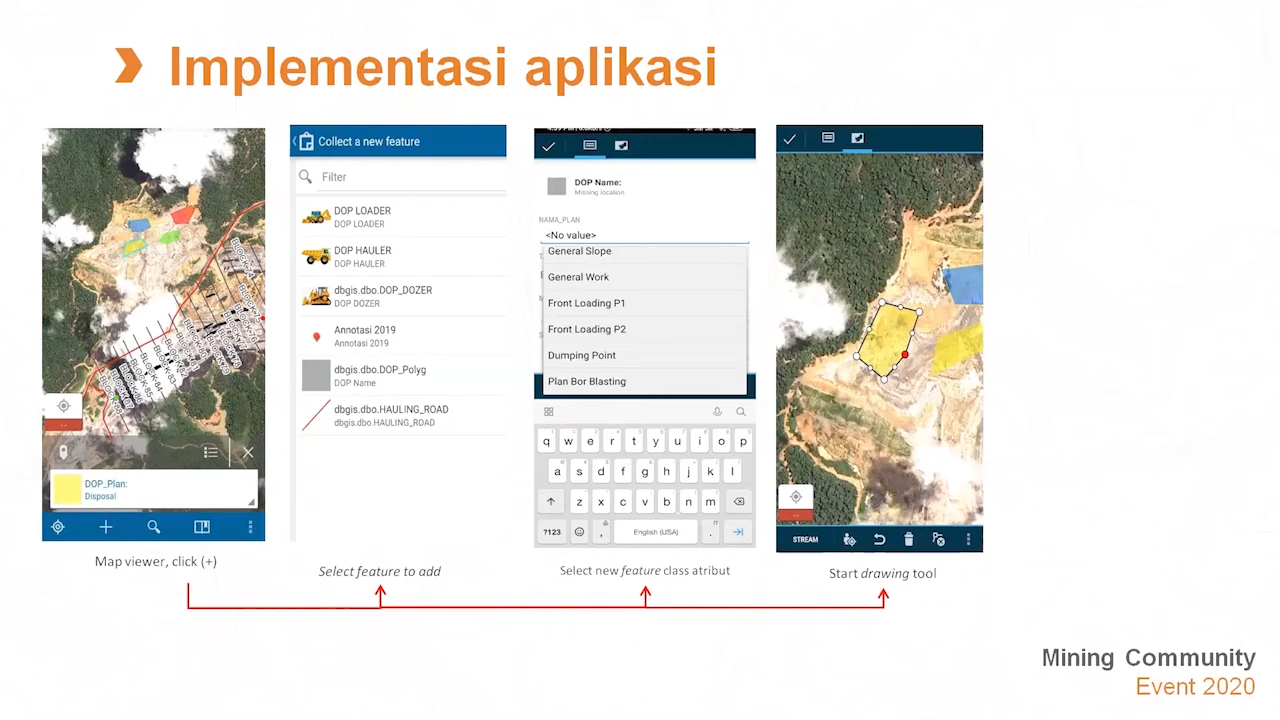 Implementasi aplikasi
Collect a new feature
Filter
DOP LOADER
DOP LOADER
DOP HAULER
DOP HAULER
dbgis.dbo.DOP_DOZER
DOP DOZER
Annotasi 2019
Annotasi 2019
dbgis.dbo.DOP_Polyg
DOP Name
dbgis.dbo.HAULING_ROAD
dbgis.dbo.HAULING_ROAD
DOP_Plan:
Disposal
DOP Name:
Missing location
NAMA_PLAN
<No value>
General Slope
General Work
Front Loading P1
Front Loading P2
Dumping Point
Plan Bor Blasting
q w e r t y u i o p
a s d f g h j k l
z x c v b n m
?123 , English (USA) .
STREAM
Map viewer, click (+)
Select feature to add
Select new feature class atribut
Start drawing tool
Mining Community
Event 2020